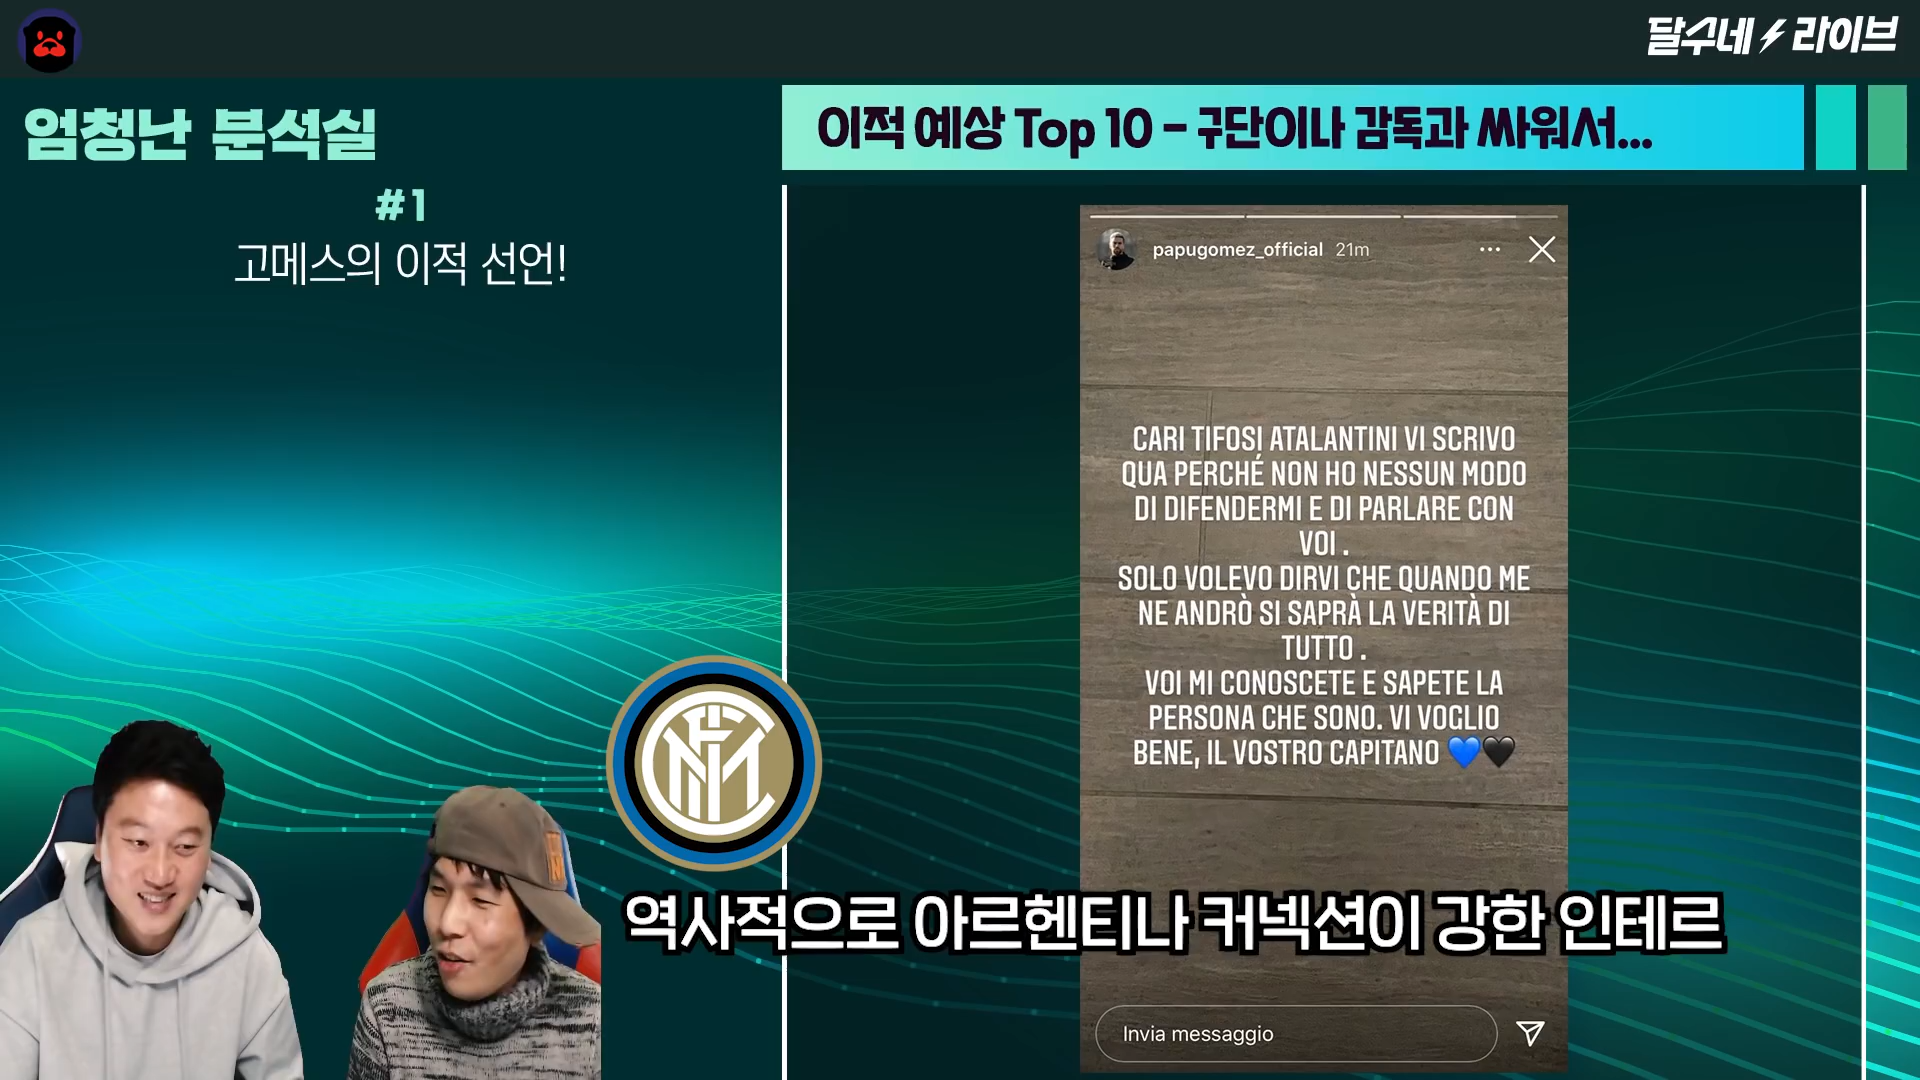 달수네 라이브
엄청난 분석실
이적 예상 Top 10 - 구단이나 감독과 싸워서...
#1
고메스의 이적 선언!
papugomez_official 21m
CARI TIFOSI ATALANTINI VI SCRIVO
QUA PERCHÉ NON HO NESSUN MODO
DI DIFENDERMI E DI PARLARE CON
VOI .
SOLO VOLEVO DIRVI CHE QUANDO ME
NE ANDRÒ SI SAPRÀ LA VERITÀ DI
TUTTO .
VOI MI CONOSCETE E SAPETE LA
PERSONA CHE SONO. VI VOGLIO
BENE, IL VOSTRO CAPITANO 💙🖤
역사적으로 아르헨티나 커넥션이 강한 인테르
Invia messaggio